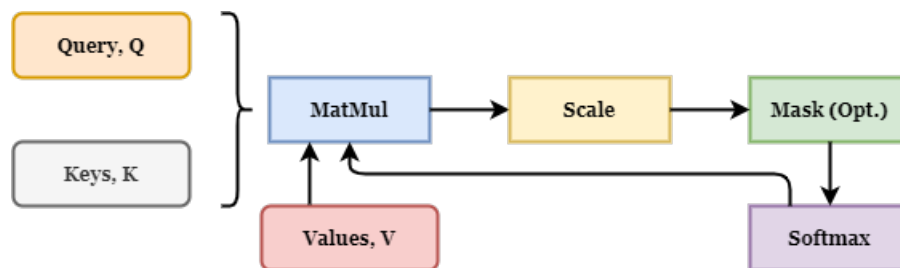 Query, Q
Keys, K
MatMul
Scale
Mask (Opt.)
Values, V
Softmax